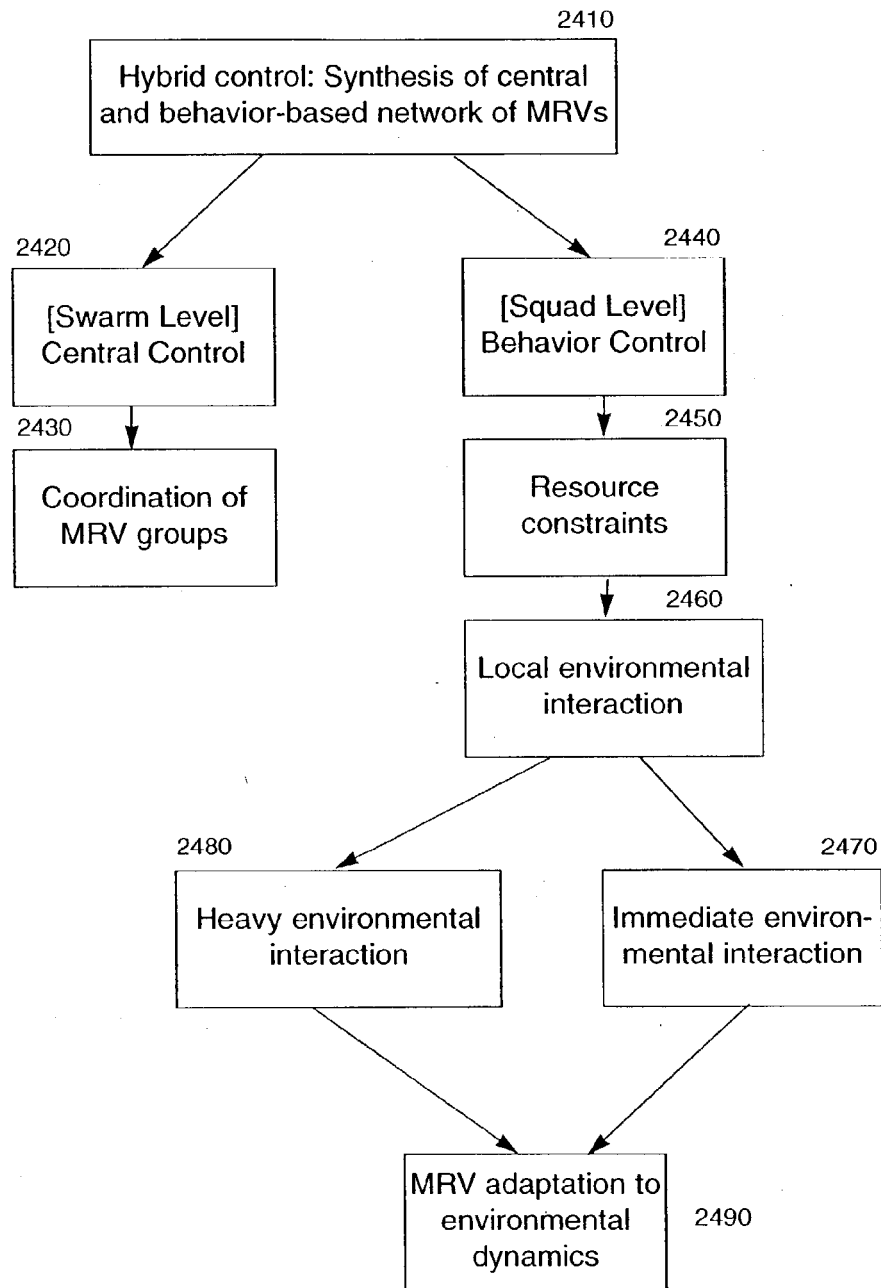 2410
Hybrid control: Synthesis of central
and behavior-based network of MRVs
2420
[Swarm Level]
Central Control
2440
[Squad Level]
Behavior Control
2430
Coordination of
MRV groups
2450
Resource
constraints
2460
Local environmental
interaction
2480
Heavy environmental
interaction
2470
Immediate environ-
mental interaction
MRV adaptation to
environmental
dynamics
2490